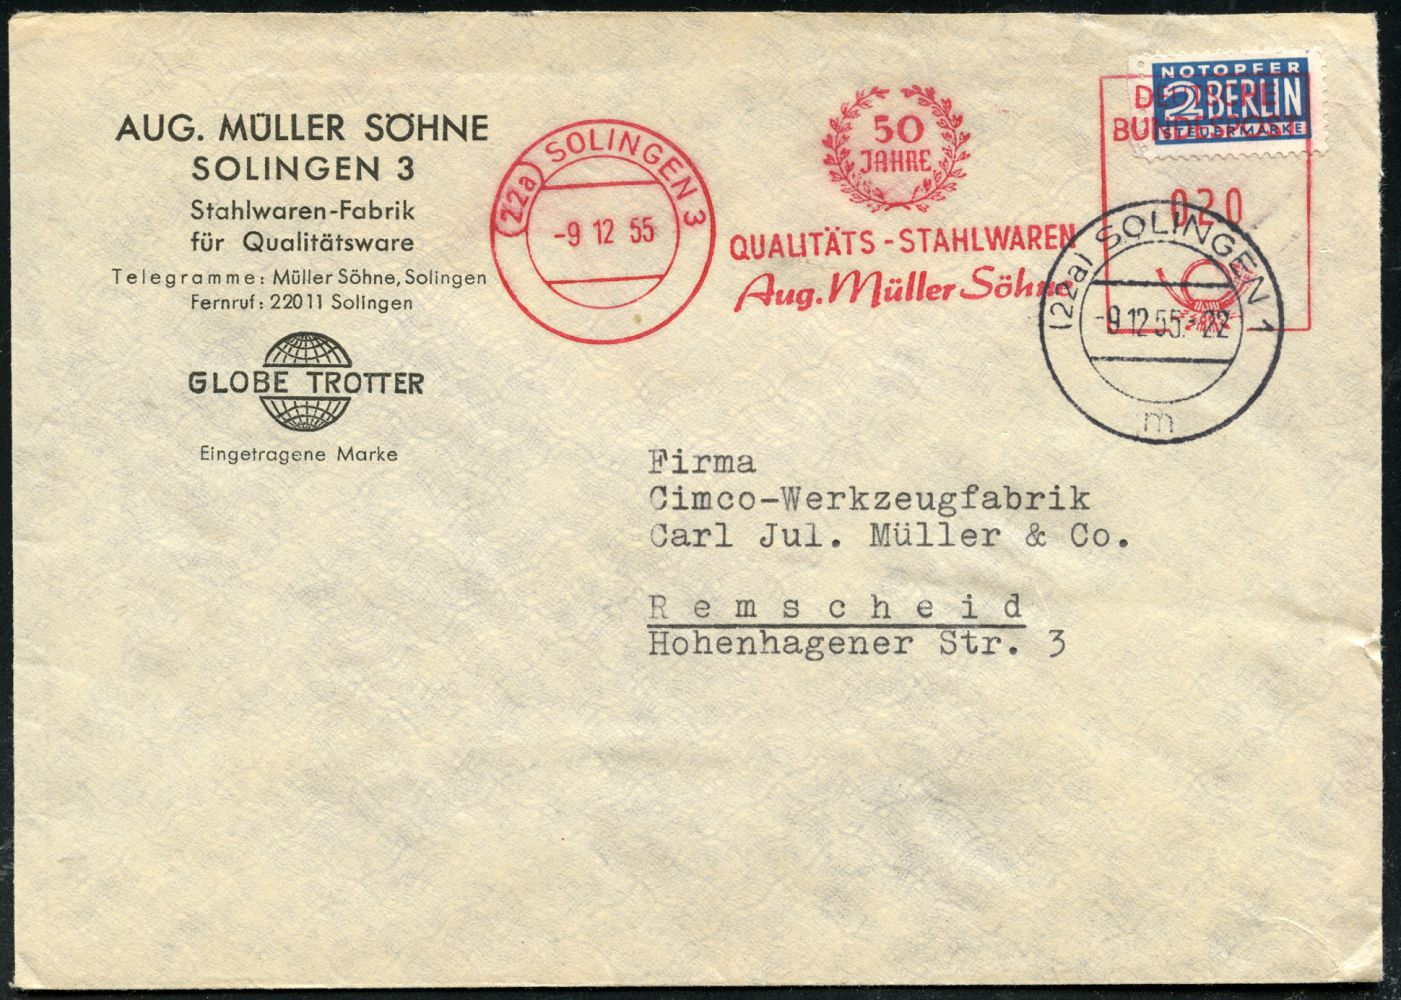 AUG. MÜLLER SÖHNE
SOLINGEN 3
Stahlwaren-Fabrik
für Qualitätsware
Telegramme: Müller Söhne, Solingen
Fernruf: 22011 Solingen
GLOBE TROTTER
Eingetragene Marke
(22a) SOLINGEN 3
-9 12 55
50
JAHRE
QUALITÄTS-STAHLWAREN
Aug. Müller Söhne
NOTOPFER
2 BERLIN
STEUERMARKE
DEUTSCHE
BUNDESPOST
020
(22a) SOLINGEN 1
-9.12.55.-22
m
Firma
Cimco-Werkzeugfabrik
Carl Jul. Müller & Co.
Remscheid
Hohenhagener Str. 3